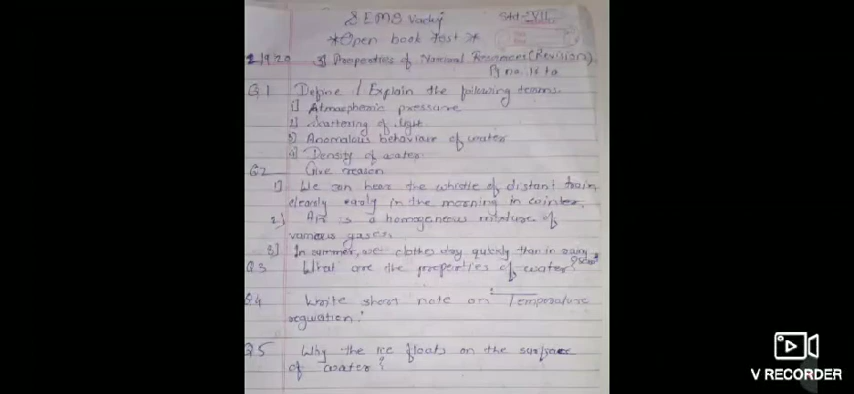 SEMS Vaduj Std - VII
*Open book test*
2/9/20 3] Properties of Natural Resources (Revision)
Pg no. 16 to
Q.1 Define / Explain the following terms.
1] Atmospheric pressure
2] Scattering of light
3] Anomalous behaviour of water
4] Density of water
Q2 Give reason
1] We can hear the whistle of distant train
clearly early in the morning in winter.
2] Air is a homogeneous mixture of
various gases.
3] In summer, wet clothes dry quickly than in rainy
Q3 What are the properties of water?
Q4 Write short note on Temperature
regulation.
Q5 Why the ice floats on the surface
of water?
V RECORDER